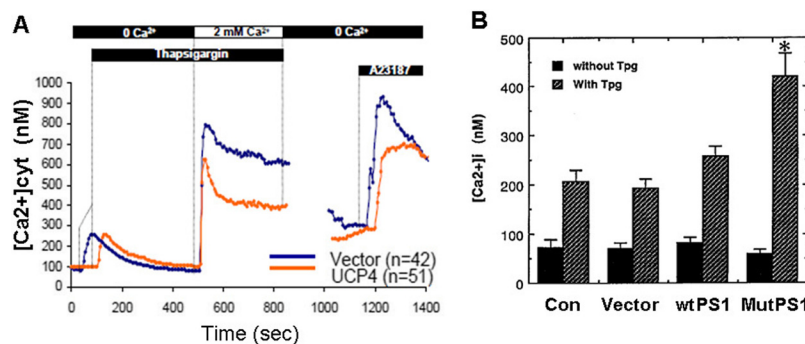 A
0 Ca²⁺ 2 mM Ca²⁺ 0 Ca²⁺
Thapsigargin
A23187
[Ca2+]cyt (nM)
1000
900
800
700
600
500
400
300
200
100
0
0 200 400 600 800 1000 1200 1400
Time (sec)
Vector (n=42)
UCP4 (n=51)
B
[Ca2+]i (nM)
500
400
300
200
100
0
without Tpg
With Tpg
*
Con Vector wtPS1 MutPS1